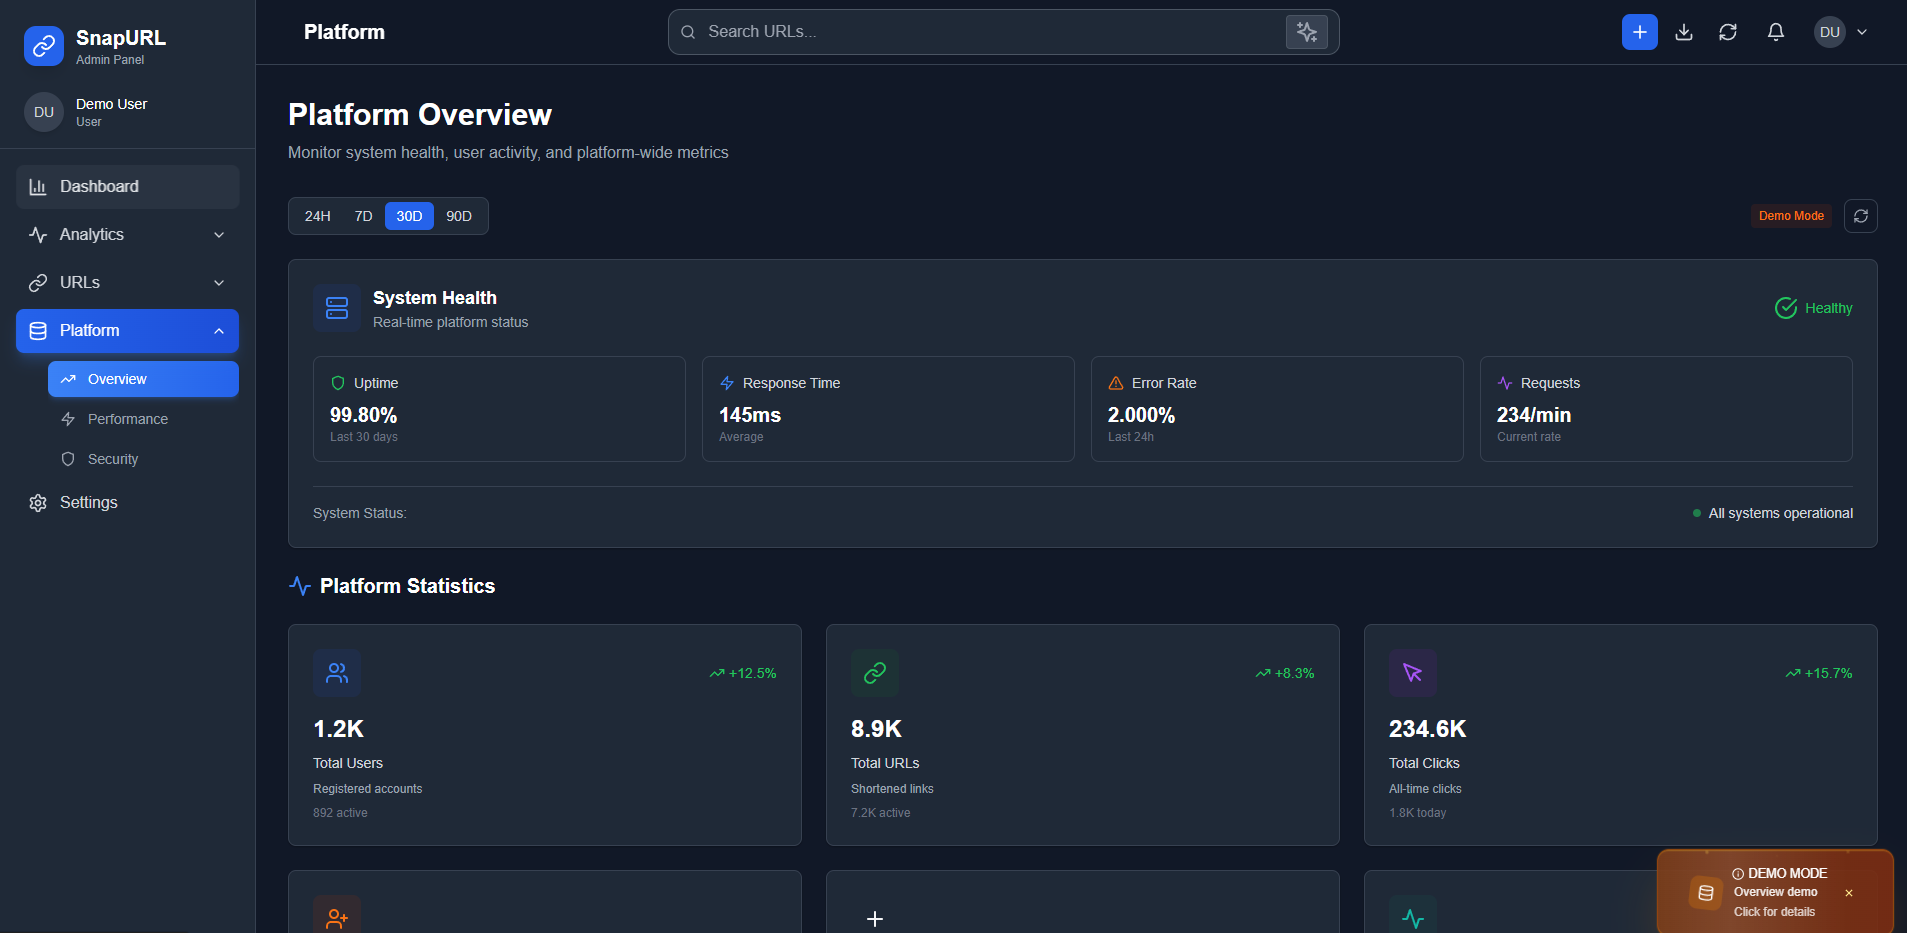 SnapURL
Admin Panel
DU
Demo User
User
Dashboard
Analytics
URLs
Platform
Overview
Performance
Security
Settings
Platform
Search URLs...
DU
Platform Overview
Monitor system health, user activity, and platform-wide metrics
24H 7D 30D 90D
Demo Mode
System Health
Real-time platform status
Healthy
Uptime
99.80%
Last 30 days
Response Time
145ms
Average
Error Rate
2.000%
Last 24h
Requests
234/min
Current rate
System Status:
All systems operational
Platform Statistics
+12.5%
1.2K
Total Users
Registered accounts
892 active
+8.3%
8.9K
Total URLs
Shortened links
7.2K active
+15.7%
234.6K
Total Clicks
All-time clicks
1.8K today
DEMO MODE
Overview demo
Click for details